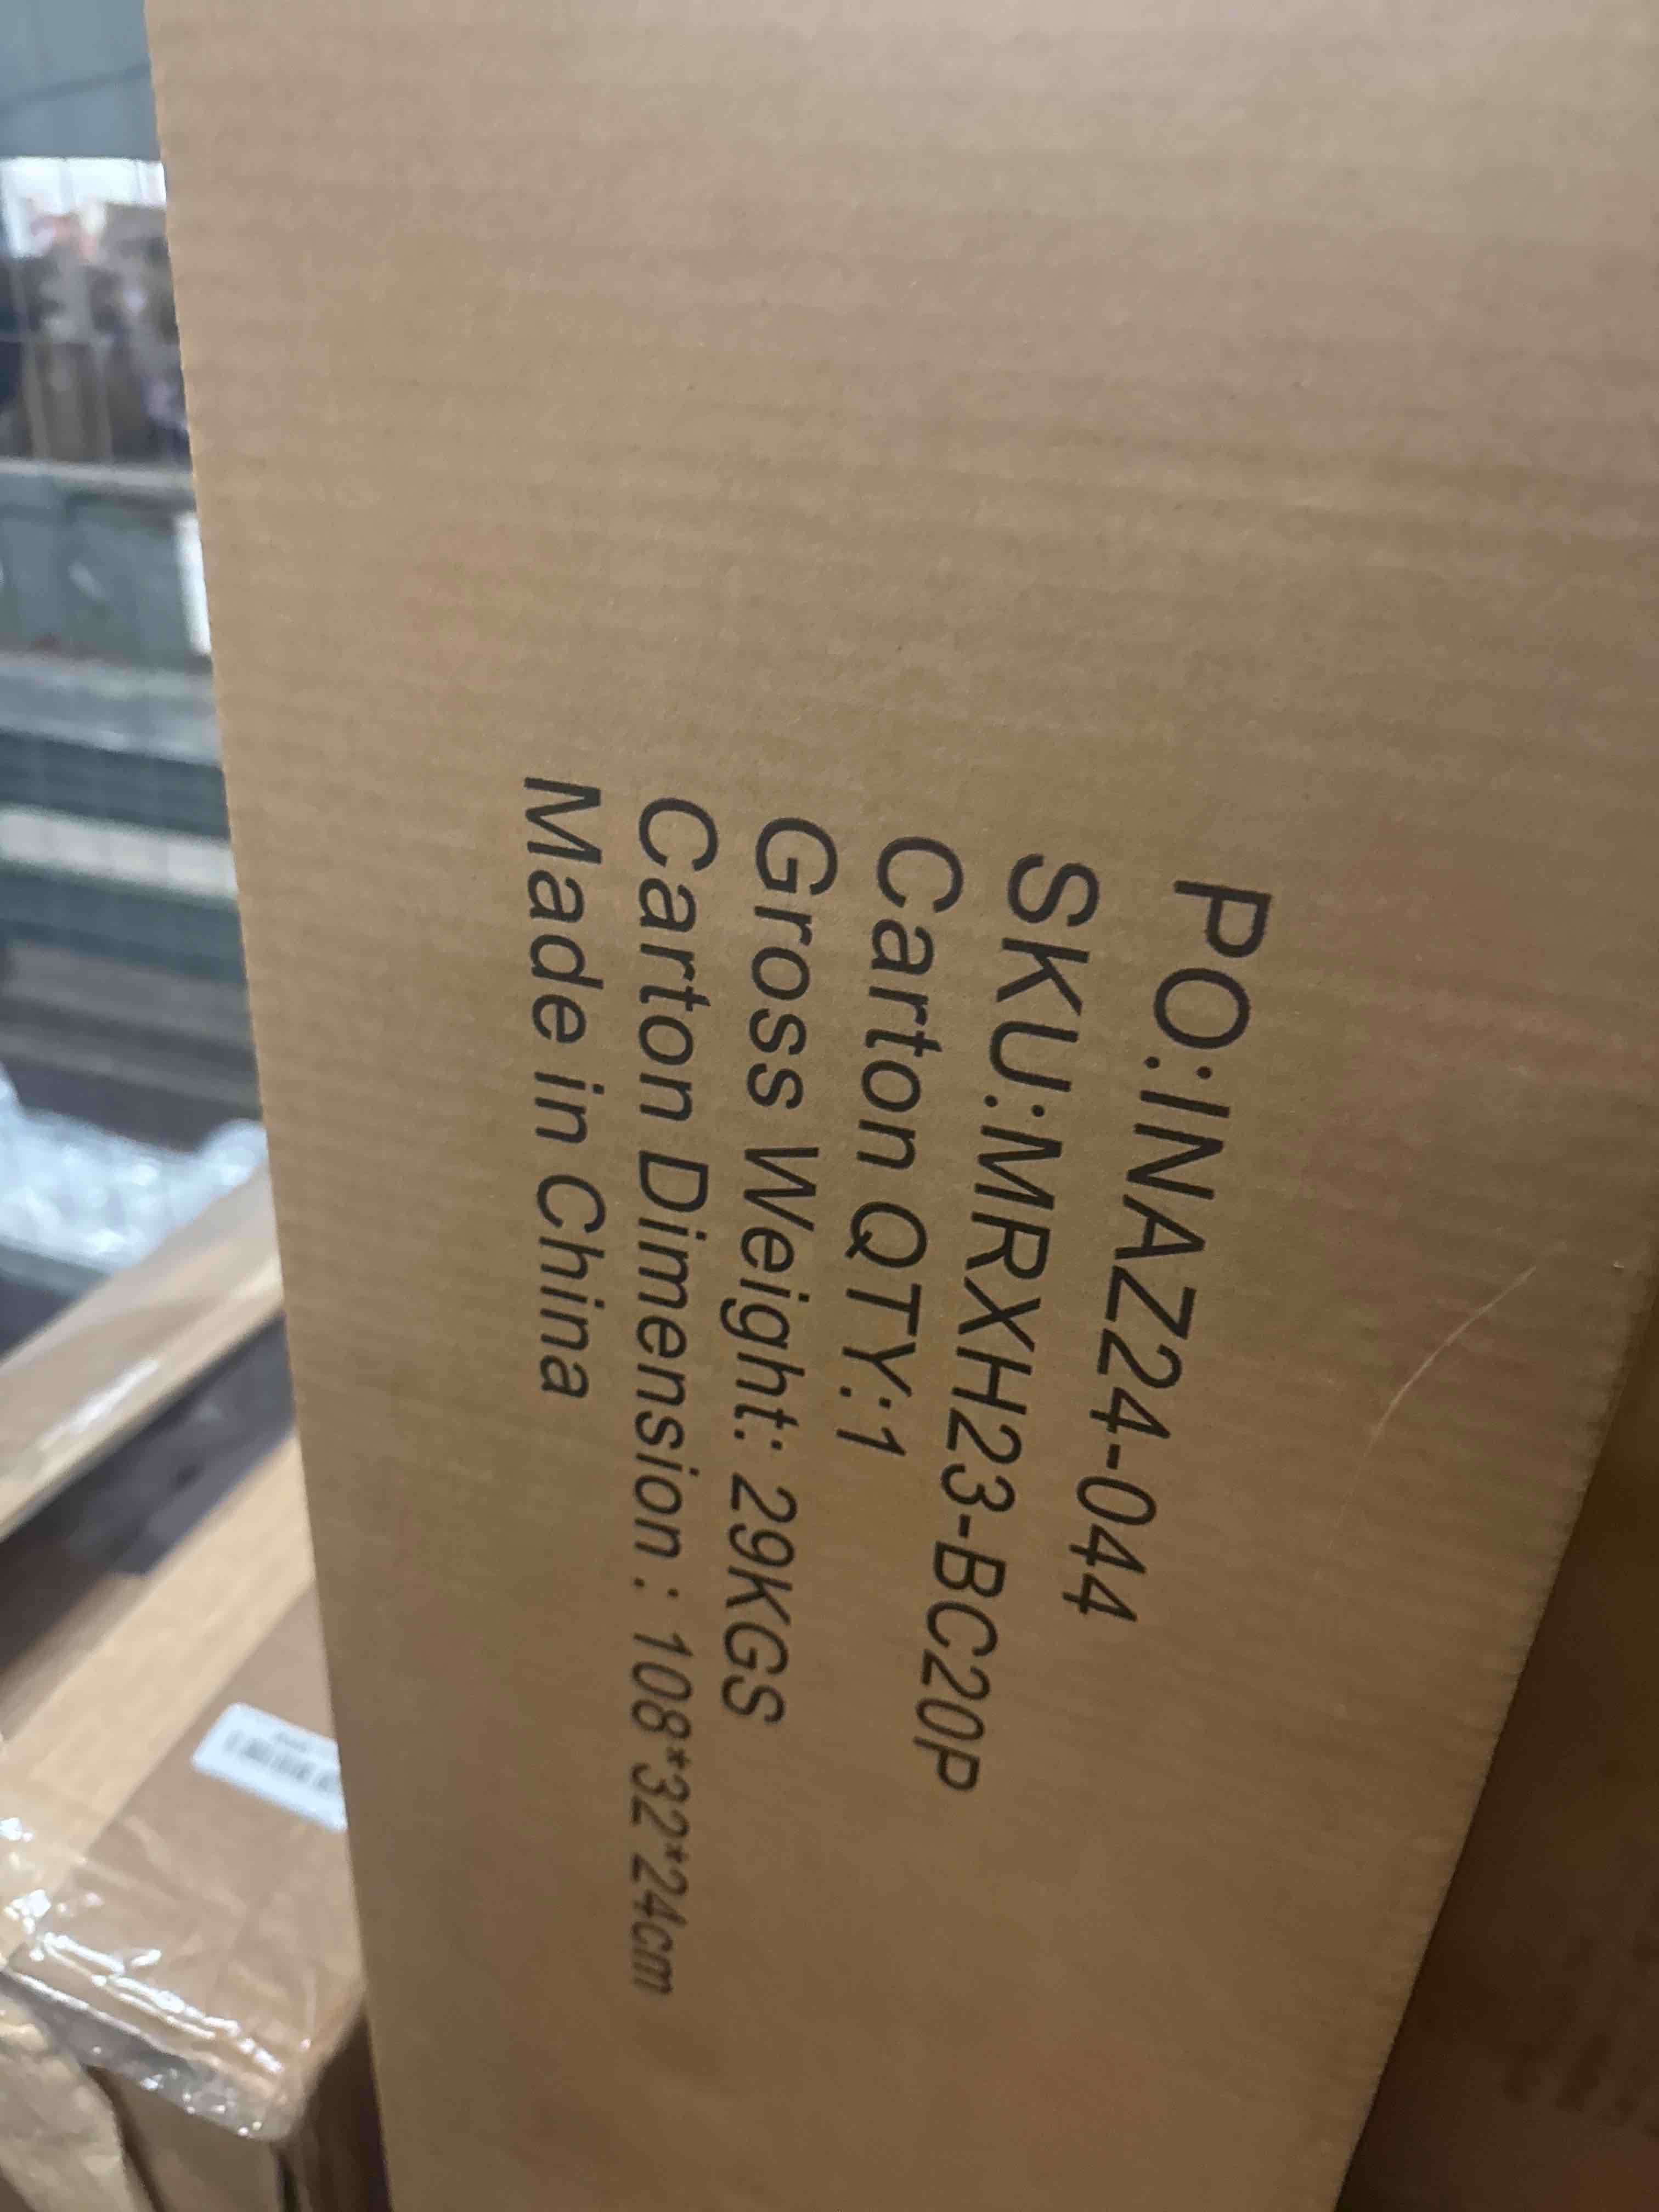 PO:INAZ24-044
SKU:MRXH23-BC20P
Carton QTY:1
Gross Weight: 29KGS
Carton Dimension : 108*32*24cm
Made in China